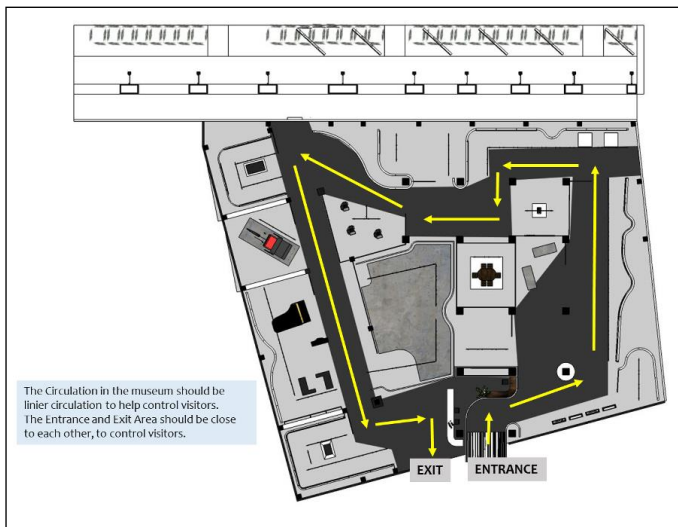 The Circulation in the museum should be
linier circulation to help control visitors.
The Entrance and Exit Area should be close
to each other, to control visitors.
EXIT
ENTRANCE